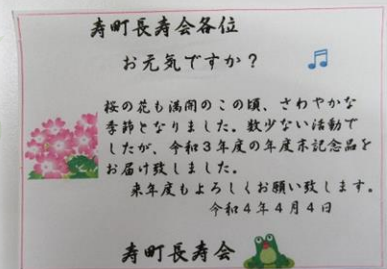 寿町長寿会各位
お元気ですか？
桜の花も満開のこの頃、さわやかな
季節となりました。数少ない活動で
したが、令和３年度の年度末記念品を
お届け致しました。
来年度もよろしくお願い致します。
令和４年４月４日
寿町長寿会